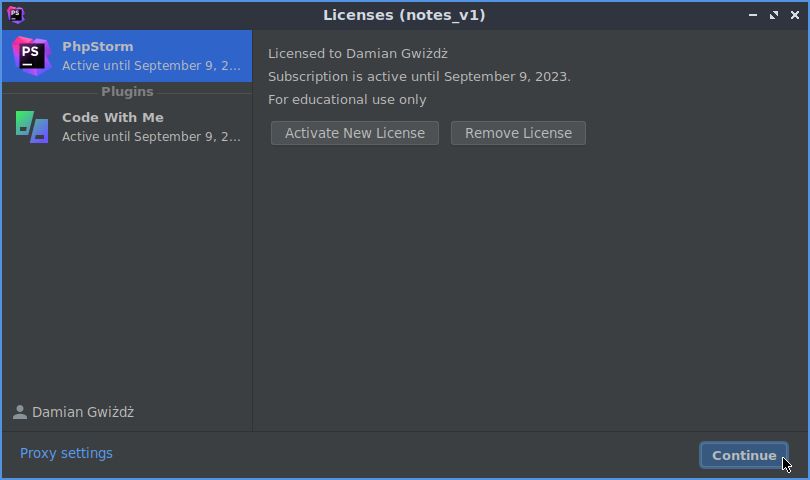 Licenses (notes_v1)
PS
PhpStorm
Active until September 9, 2...
Plugins
Code With Me
Active until September 9, 2...
Damian Gwiżdż
Licensed to Damian Gwiżdż
Subscription is active until September 9, 2023.
For educational use only
Activate New License
Remove License
Proxy settings
Continue